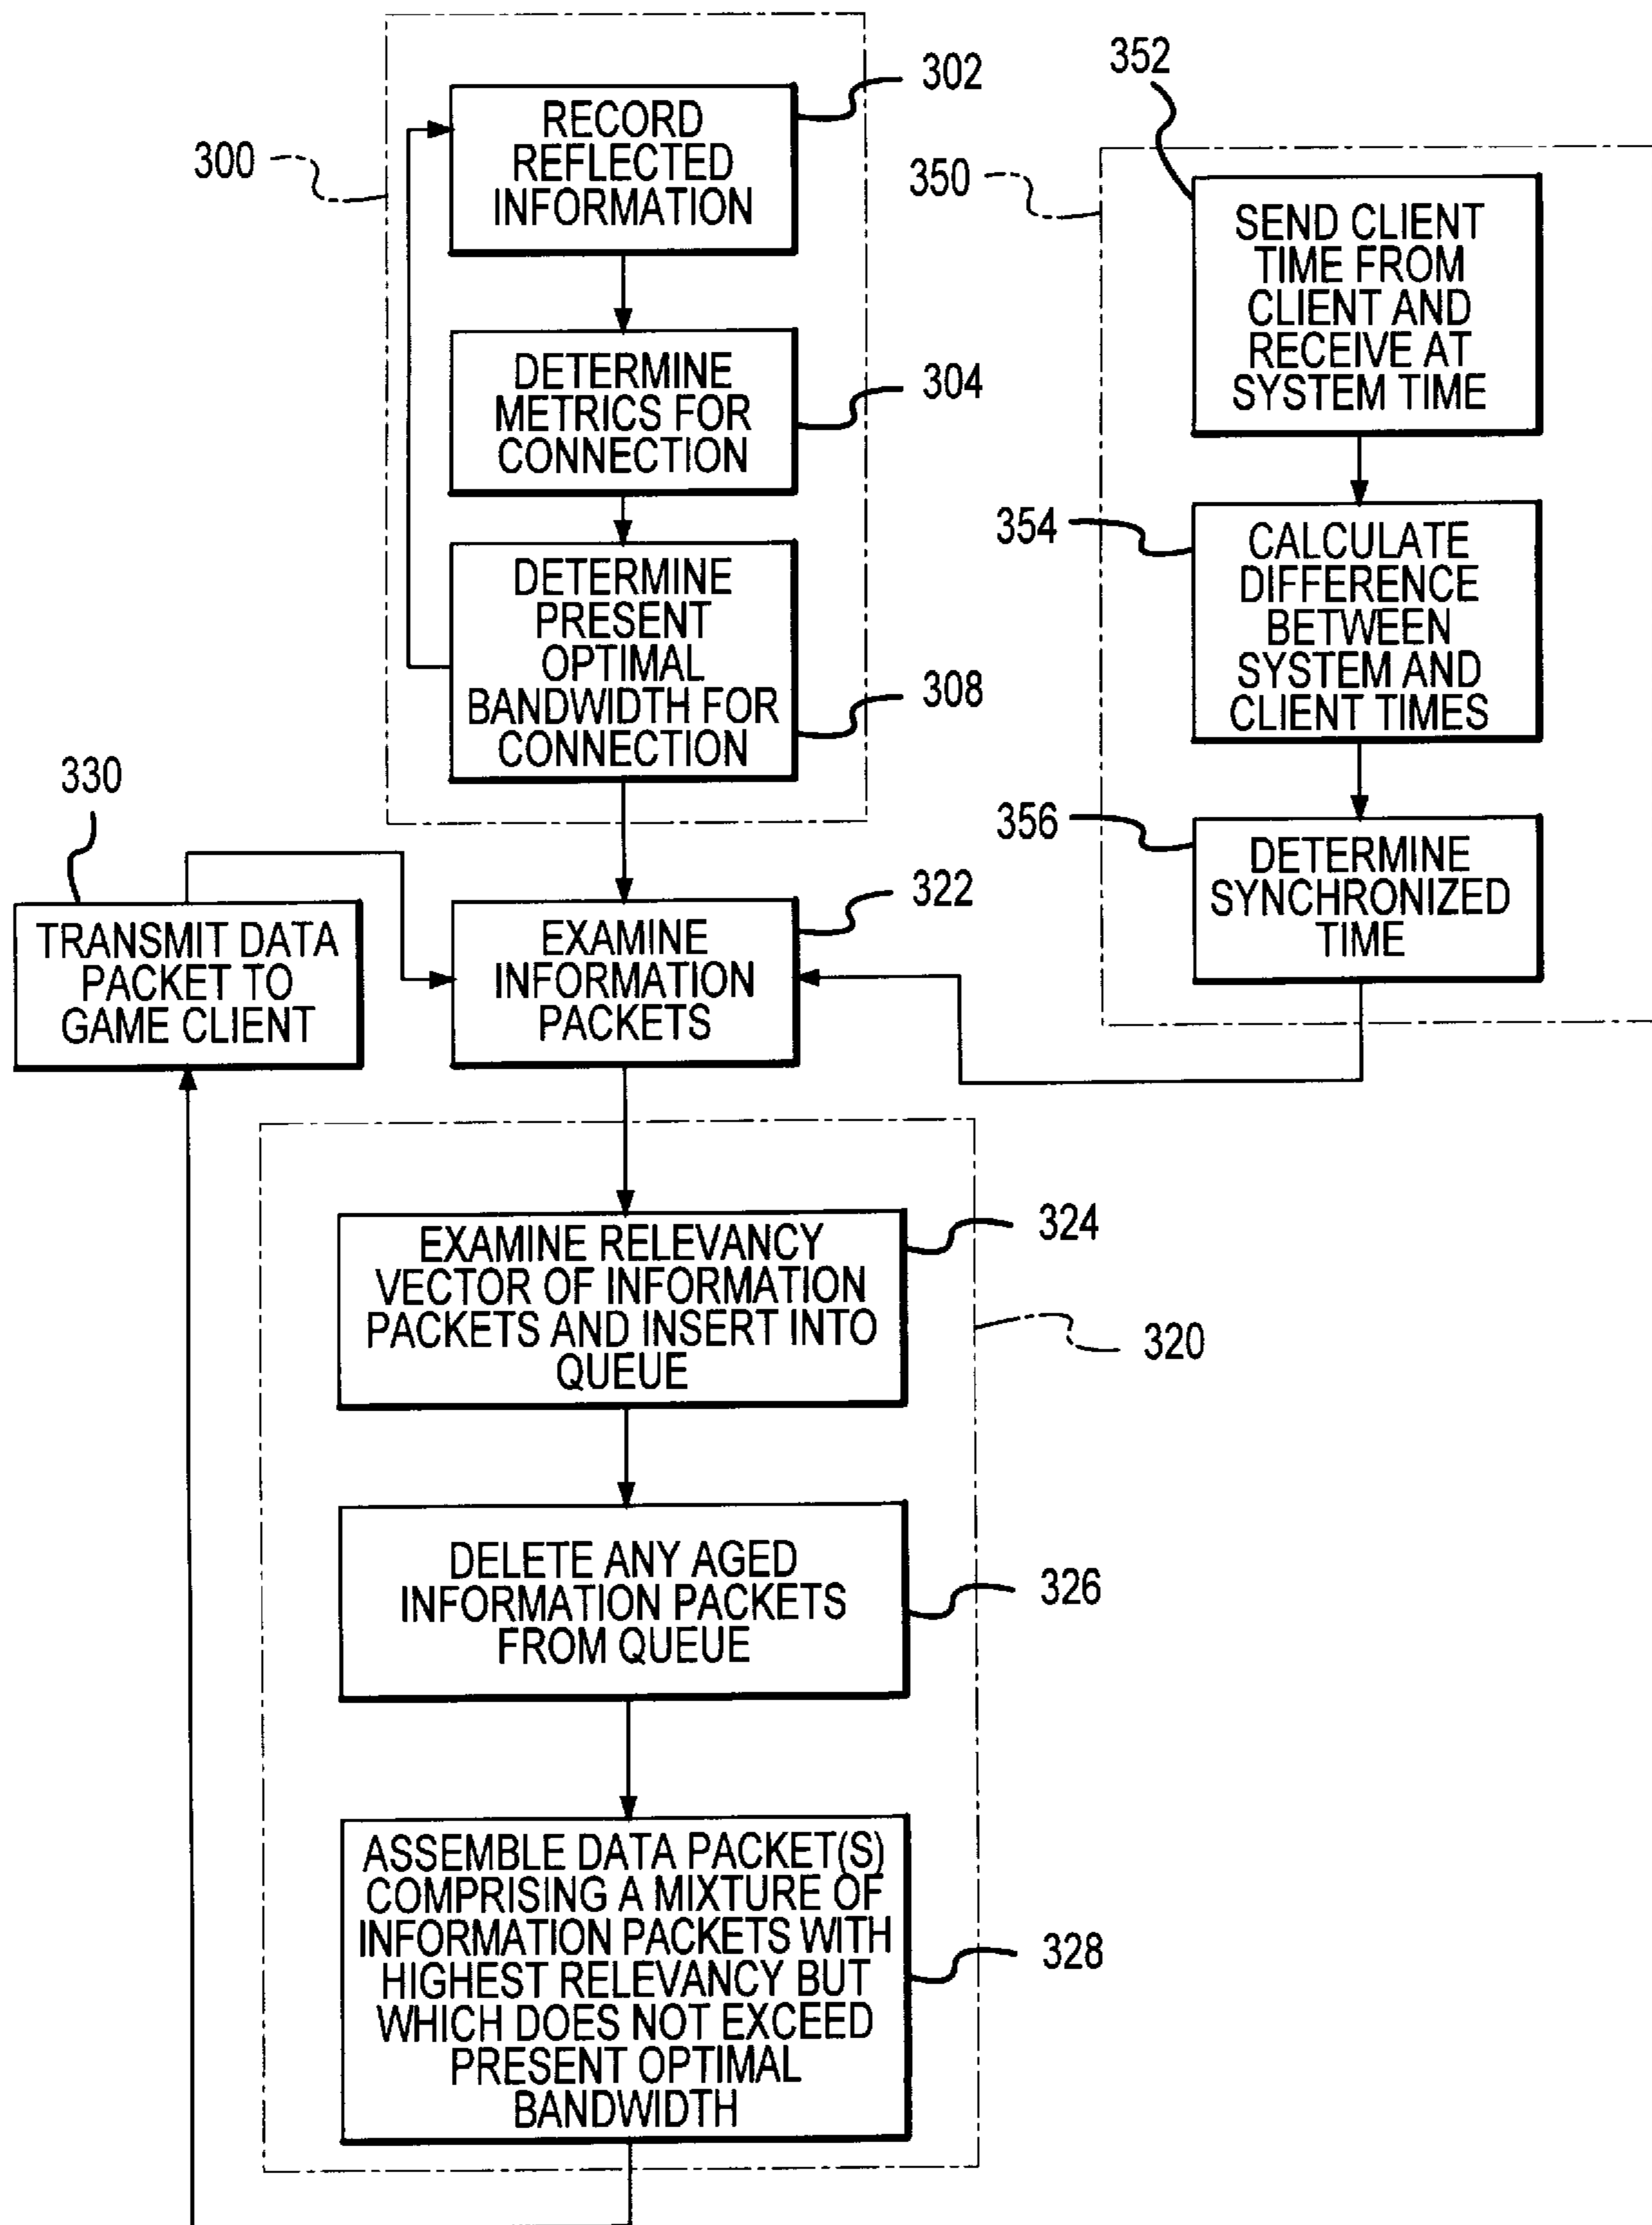 302
RECORD
REFLECTED
INFORMATION
300
304
DETERMINE
METRICS FOR
CONNECTION
308
DETERMINE
PRESENT
OPTIMAL
BANDWIDTH FOR
CONNECTION
352
350
SEND CLIENT
TIME FROM
CLIENT AND
RECEIVE AT
SYSTEM TIME
354
CALCULATE
DIFFERENCE
BETWEEN
SYSTEM AND
CLIENT TIMES
356
DETERMINE
SYNCHRONIZED
TIME
330
TRANSMIT DATA
PACKET TO
GAME CLIENT
322
EXAMINE
INFORMATION
PACKETS
324
EXAMINE RELEVANCY
VECTOR OF INFORMATION
PACKETS AND INSERT INTO
QUEUE
320
326
DELETE ANY AGED
INFORMATION PACKETS
FROM QUEUE
328
ASSEMBLE DATA PACKET(S)
COMPRISING A MIXTURE OF
INFORMATION PACKETS WITH
HIGHEST RELEVANCY BUT
WHICH DOES NOT EXCEED
PRESENT OPTIMAL
BANDWIDTH